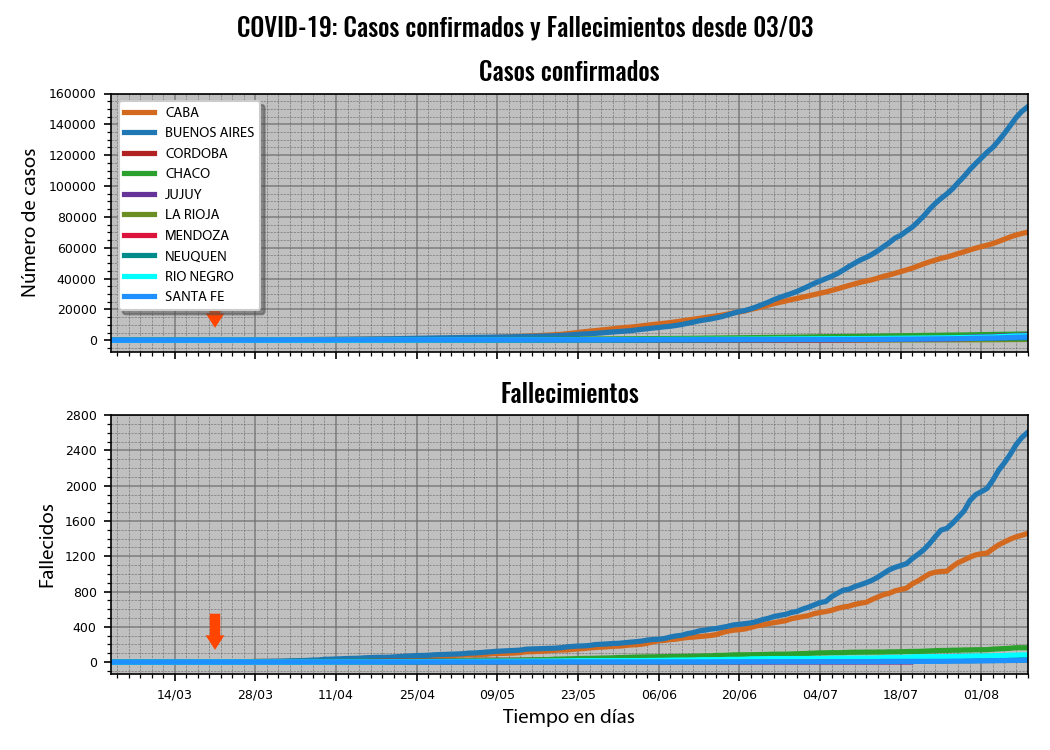 COVID-19: Casos confirmados y Fallecimientos desde 03/03
Casos confirmados
160000
140000
120000
100000
80000
60000
40000
20000
0
Número de casos
CABA
BUENOS AIRES
CORDOBA
CHACO
JUJUY
LA RIOJA
MENDOZA
NEUQUEN
RIO NEGRO
SANTA FE
Fallecimientos
2800
2400
2000
1600
1200
800
400
0
Fallecidos
14/03 28/03 11/04 25/04 09/05 23/05 06/06 20/06 04/07 18/07 01/08
Tiempo en días